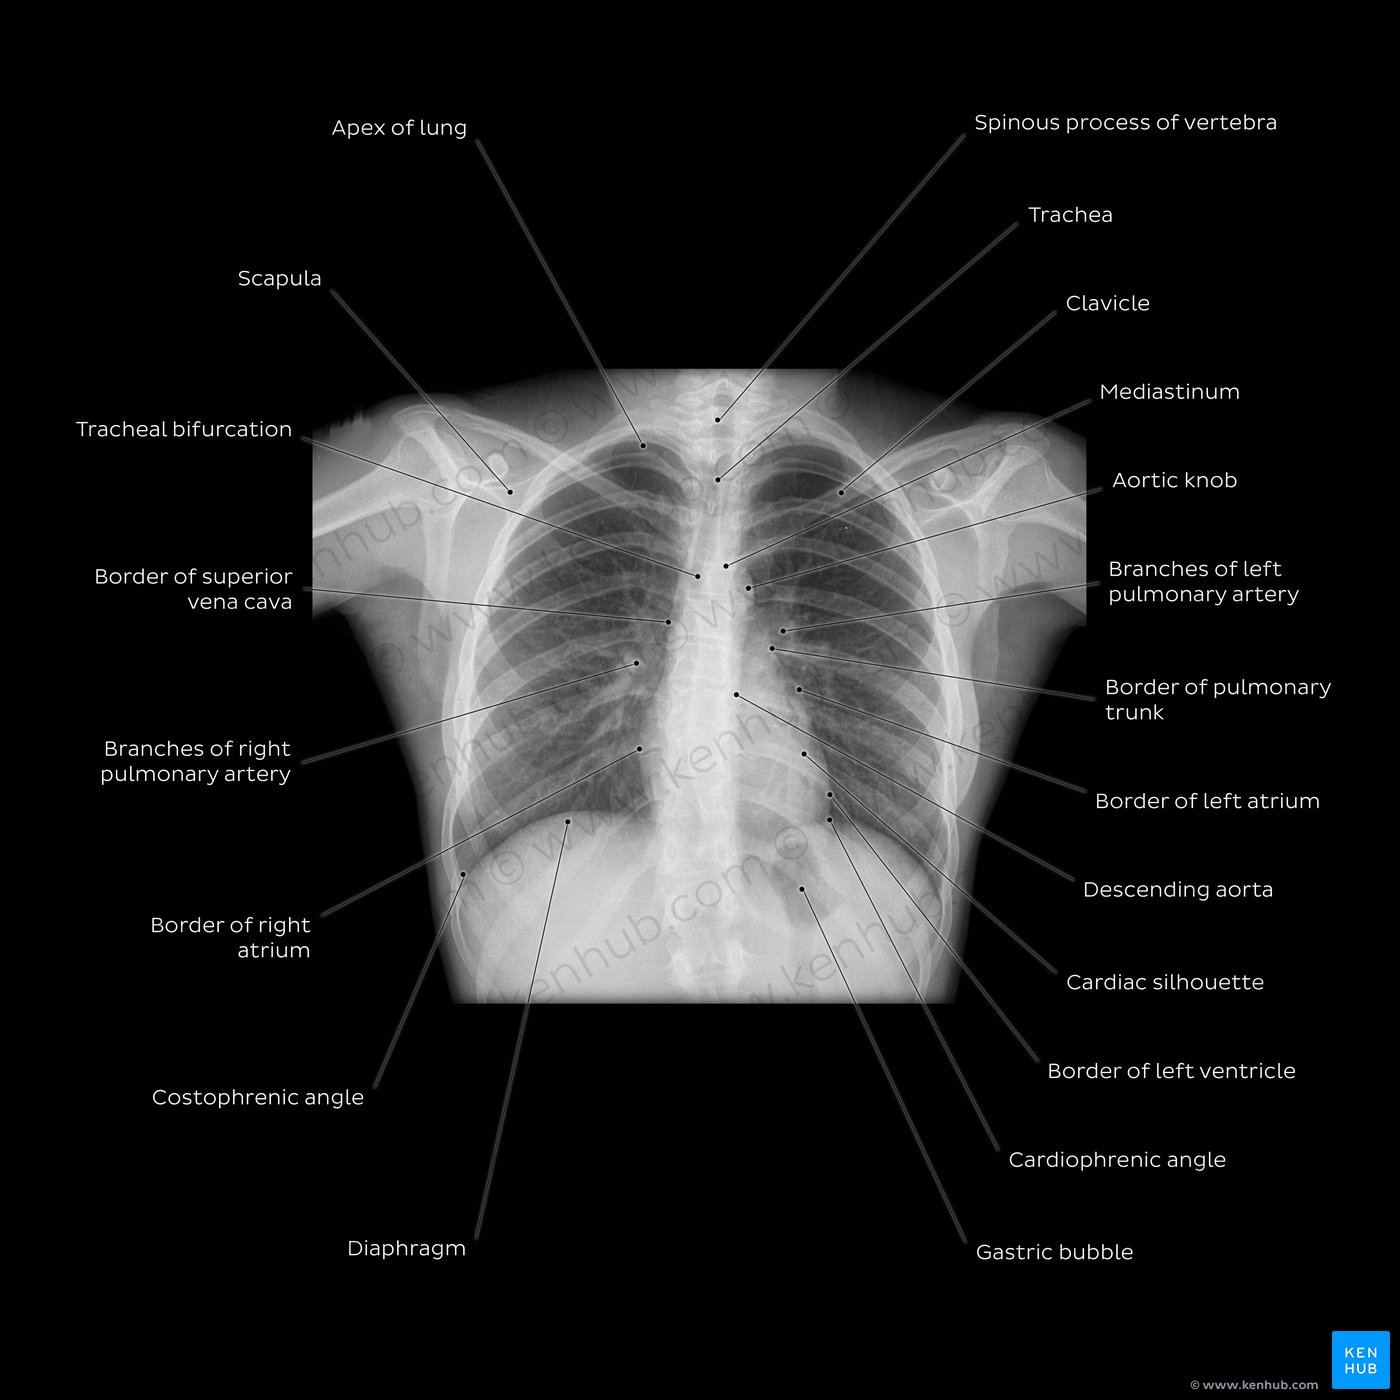 Apex of lung
Scapula
Tracheal bifurcation
Border of superior
vena cava
Branches of right
pulmonary artery
Border of right
atrium
Costophrenic angle
Diaphragm
Spinous process of vertebra
Trachea
Clavicle
Mediastinum
Aortic knob
Branches of left
pulmonary artery
Border of pulmonary
trunk
Border of left atrium
Descending aorta
Cardiac silhouette
Border of left ventricle
Cardiophrenic angle
Gastric bubble
© www.kenhub.com
KEN
HUB
© www.kenhub.com